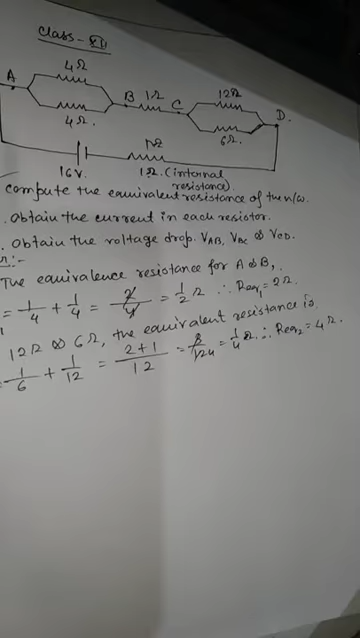 Class - XII
4Ω
A
B 1Ω C
12Ω
D.
4Ω.
6Ω.
16V.
1Ω. (internal
resistance).
compute the equivalent resistance of the n/w.
. Obtain the current in each resistor.
. Obtain the voltage drop. VAB, VBC & VCD.
The equivalence resistance for A & B,
= 1/4 + 1/4 = 2/4 = 1/2 Ω ∴ Req1 = 2Ω.
12Ω & 6Ω, the equivalent resistance is
= 1/6 + 1/12 = 2+1/12 = 3/12 4 = 1/4 Ω ∴ Req2 = 4Ω.